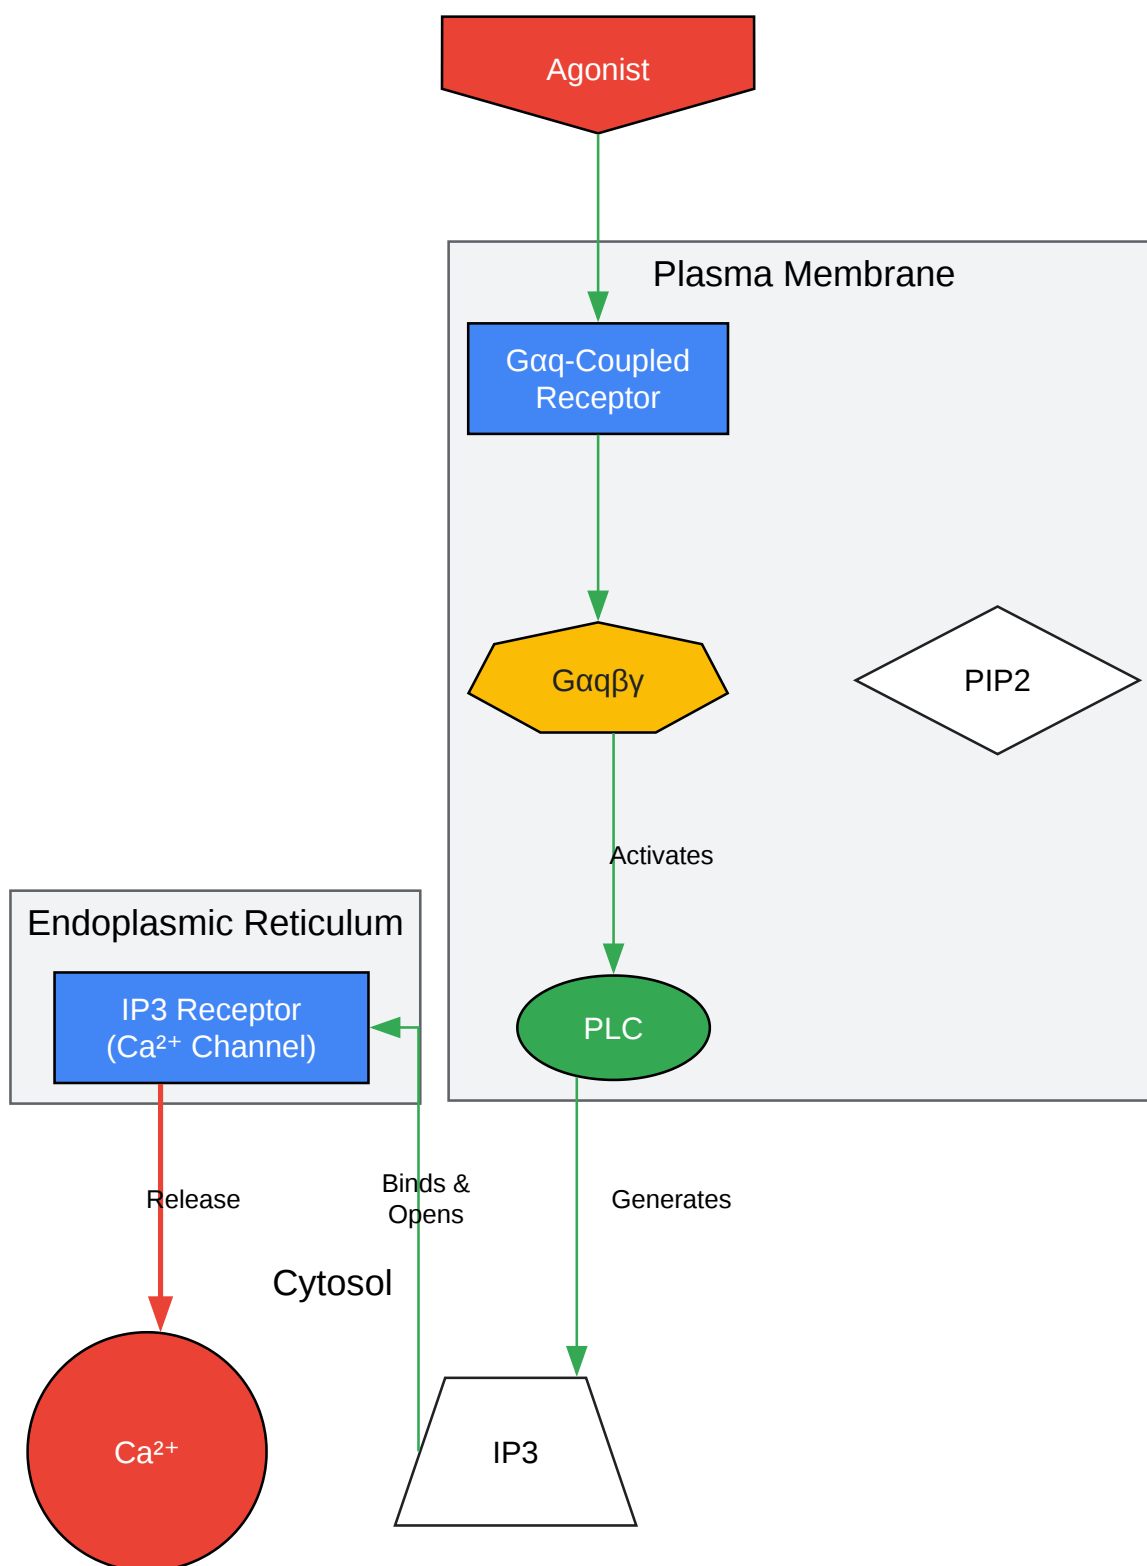 Agonist
Plasma Membrane
Gαq-Coupled
Receptor
Gαqβγ
PIP2
Activates
Endoplasmic Reticulum
IP3 Receptor
(Ca²⁺ Channel)
PLC
Release
Binds &
Opens
Generates
Cytosol
Ca²⁺
IP3